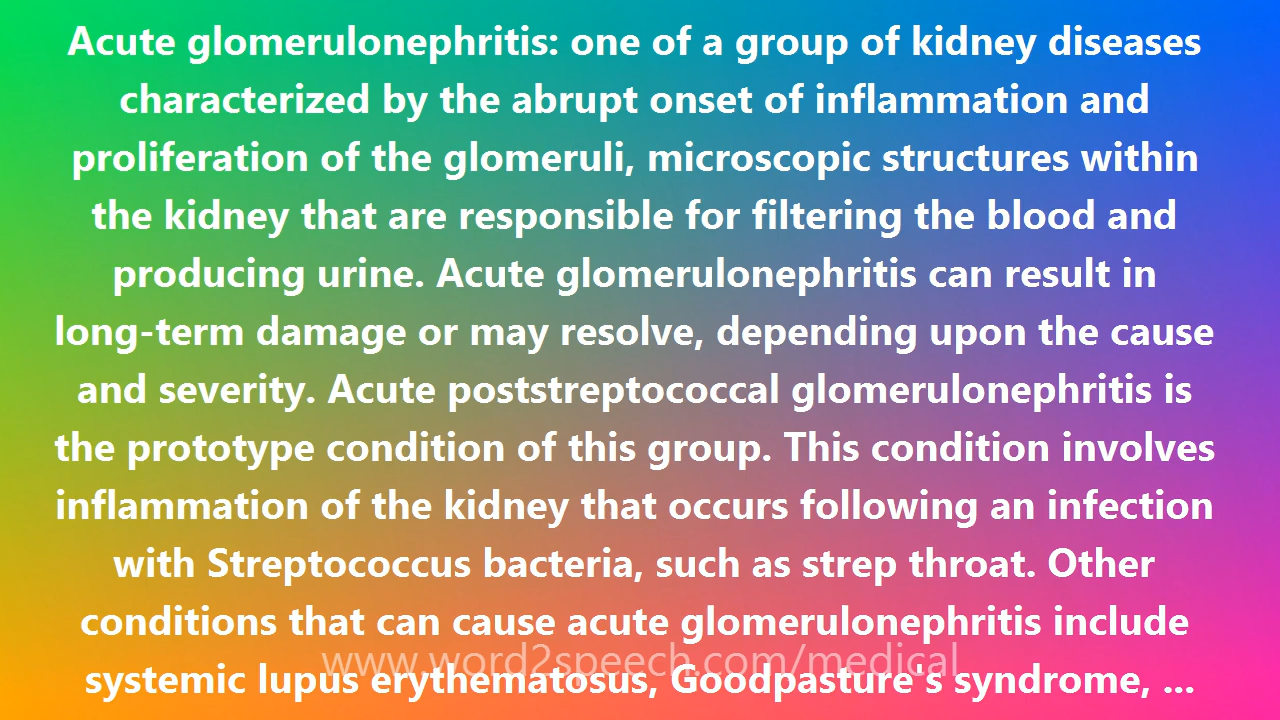 Acute glomerulonephritis: one of a group of kidney diseases
characterized by the abrupt onset of inflammation and
proliferation of the glomeruli, microscopic structures within
the kidney that are responsible for filtering the blood and
producing urine. Acute glomerulonephritis can result in
long-term damage or may resolve, depending upon the cause
and severity. Acute poststreptococcal glomerulonephritis is
the prototype condition of this group. This condition involves
inflammation of the kidney that occurs following an infection
with Streptococcus bacteria, such as strep throat. Other
conditions that can cause acute glomerulonephritis include
www.word2speech.com/medical
systemic lupus erythematosus, Goodpasture's syndrome, ...